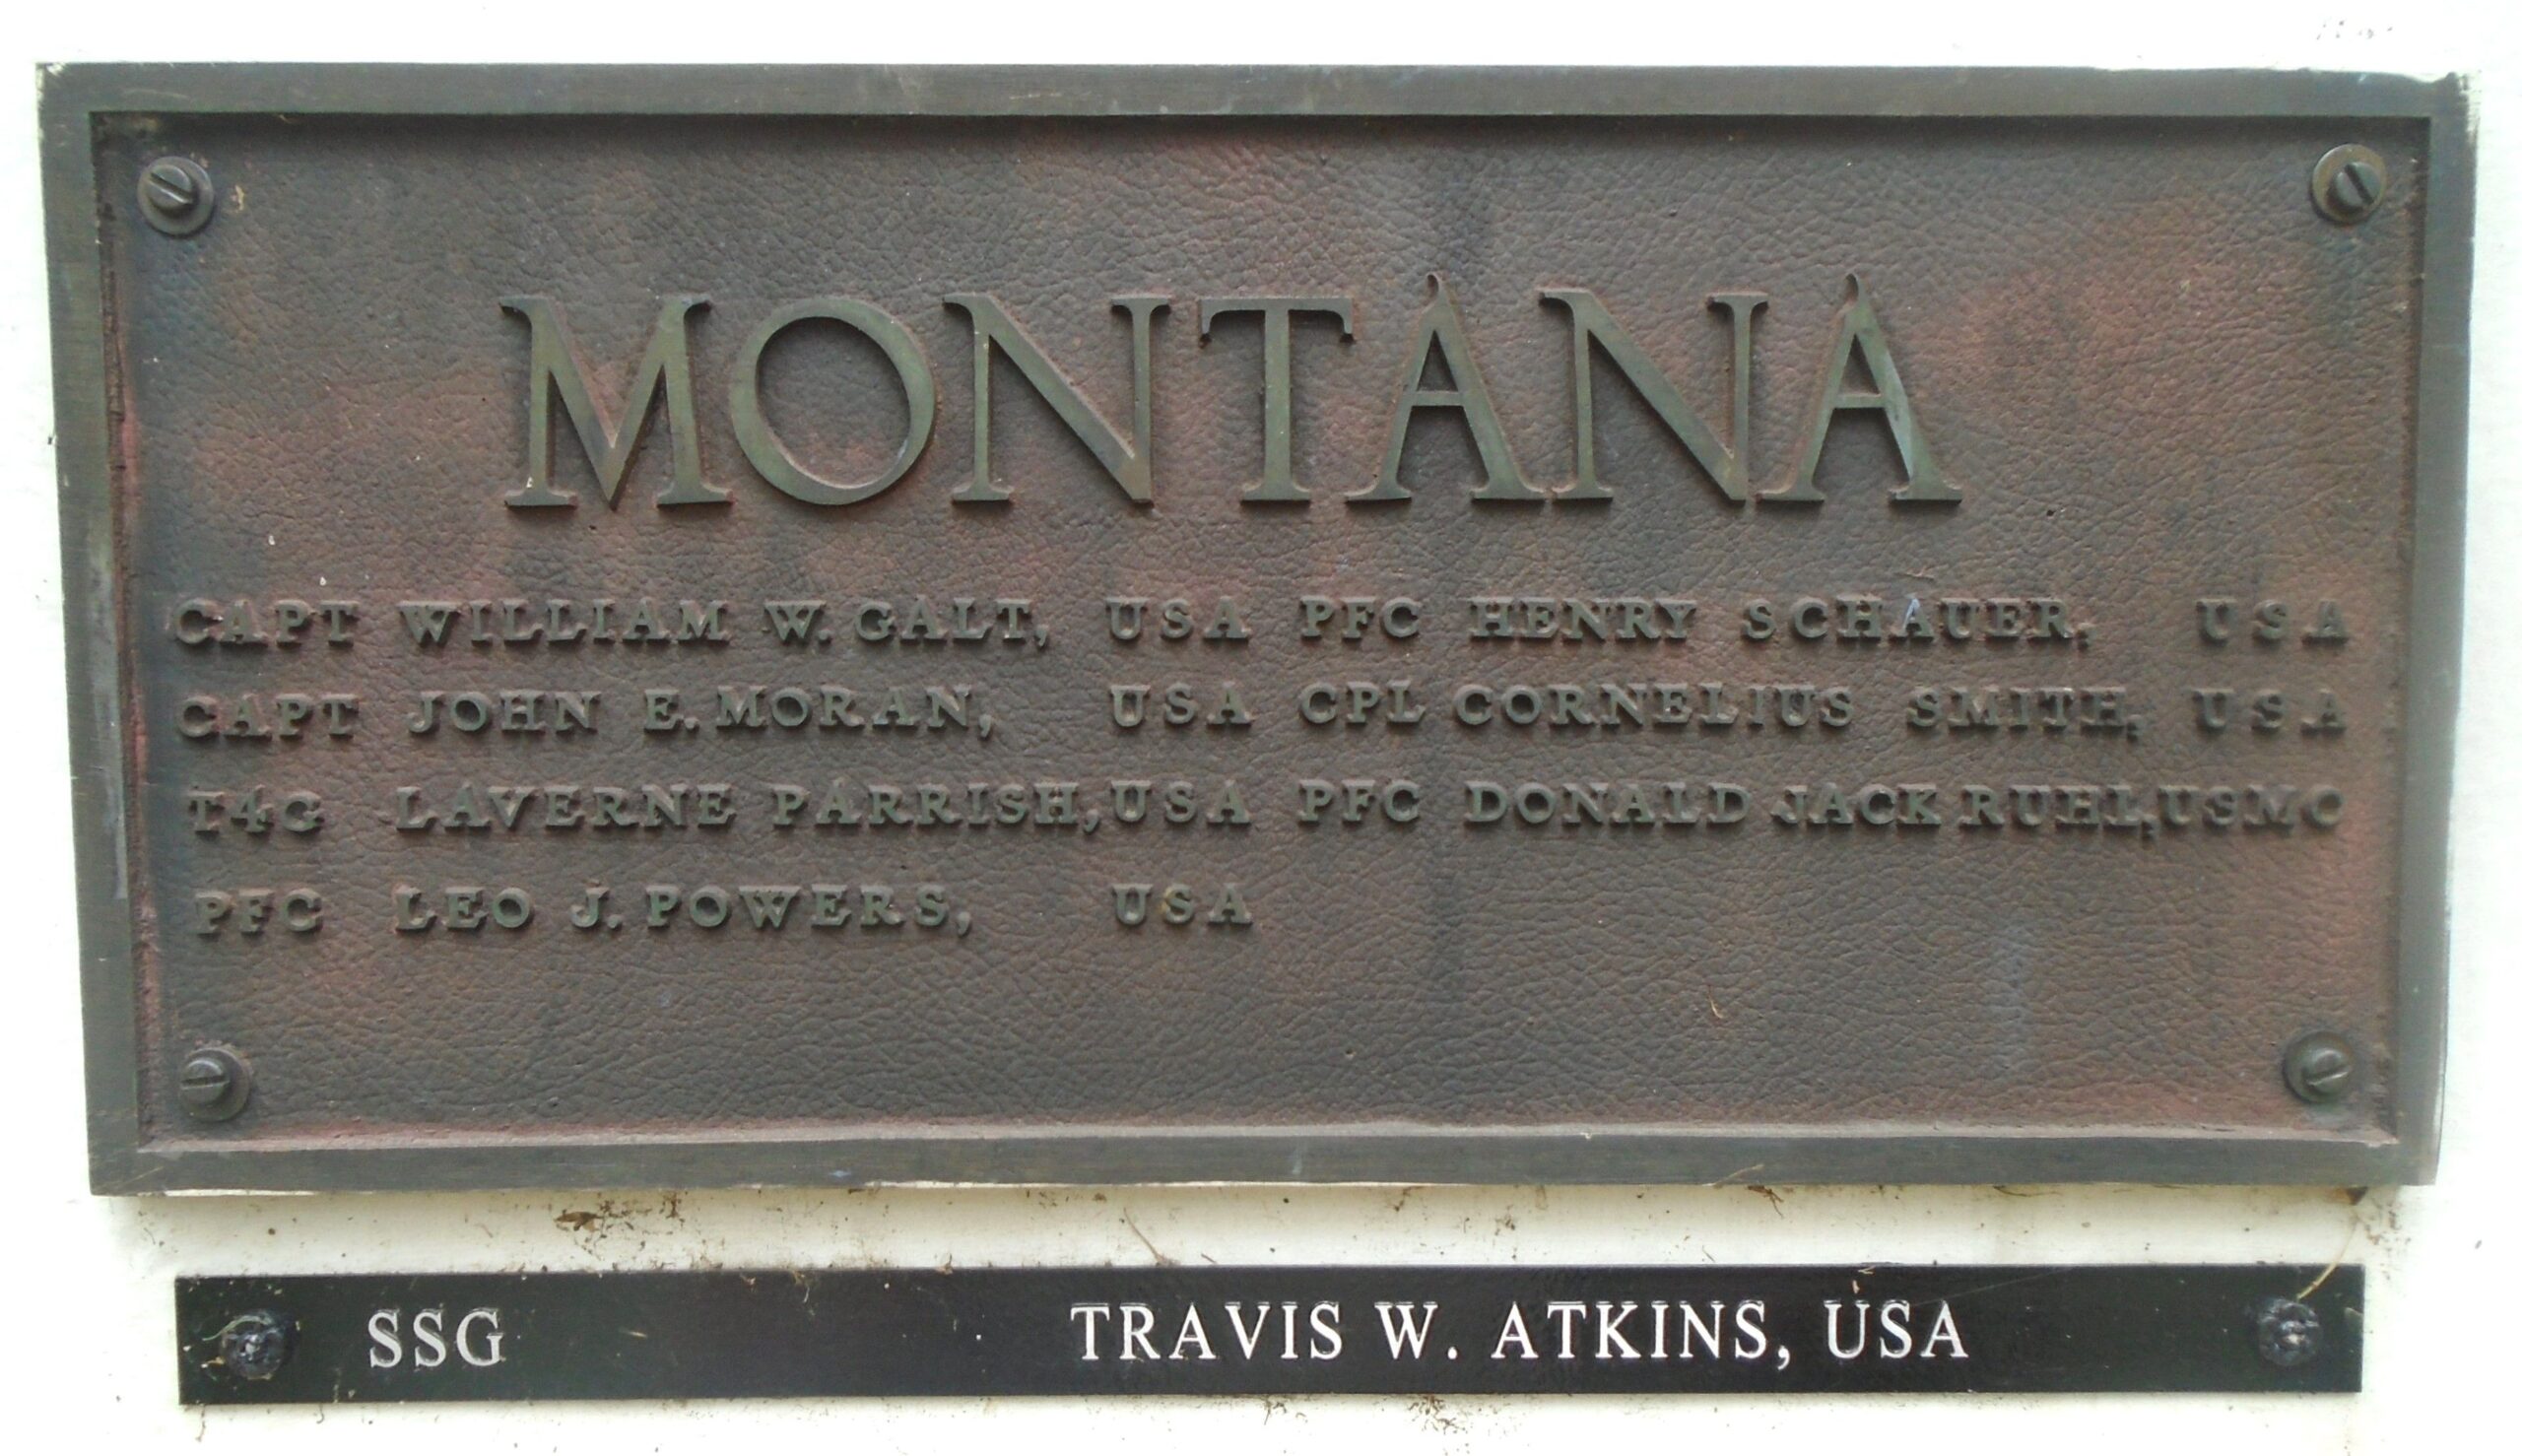 MONTANA
CAPT WILLIAM W. GALT, USA PFC HENRY SCHAUER, USA
CAPT JOHN E. MORAN, USA CPL CORNELIUS SMITH, USA
T4G LAVERNE PARRISH, USA PFC DONALD JACK RUHL, USMC
PFC LEO J. POWERS, USA
SSG TRAVIS W. ATKINS, USA